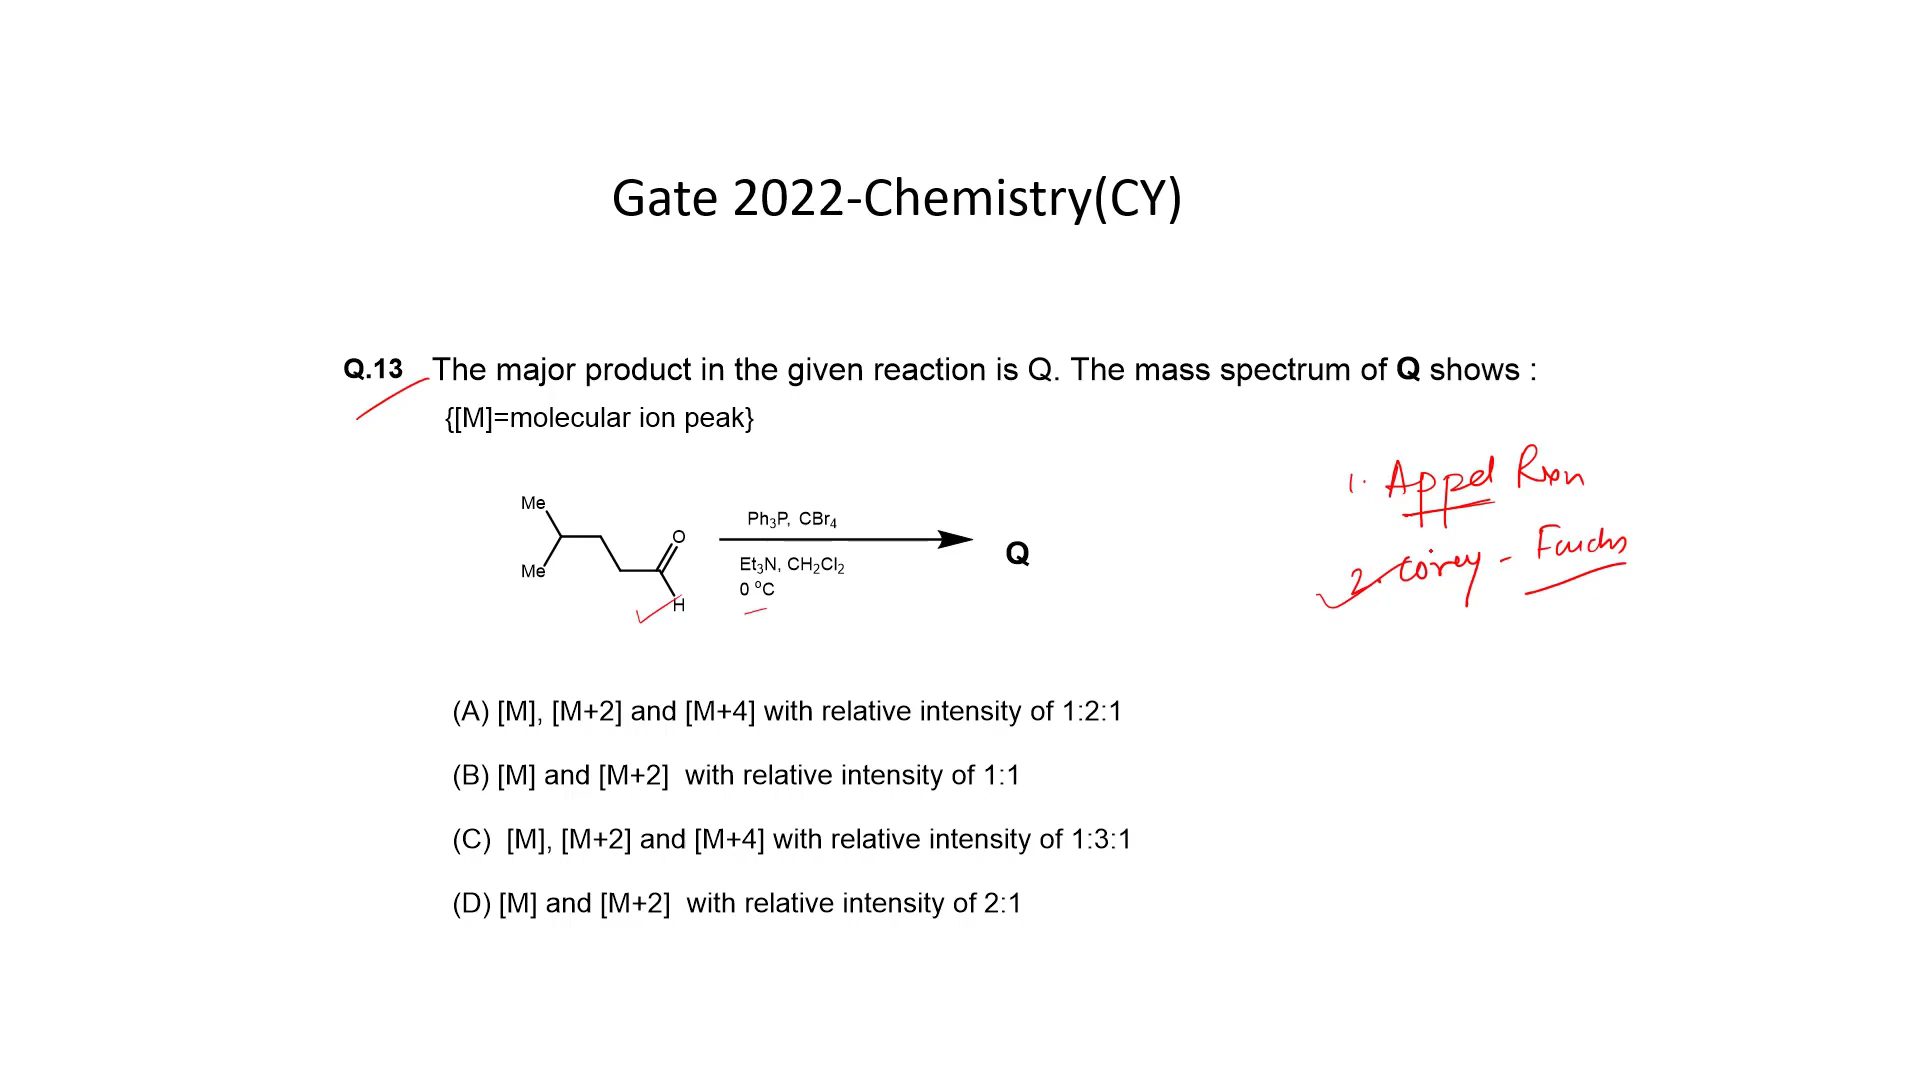 Gate 2022-Chemistry(CY)
Q.13 The major product in the given reaction is Q. The mass spectrum of Q shows :
{[M]=molecular ion peak}
1. Appel Rxn
2. Corey - Fuchs
Me
Me
O
H
Ph₃P, CBr₄
Et₃N, CH₂Cl₂
0 °C
Q
(A) [M], [M+2] and [M+4] with relative intensity of 1:2:1
(B) [M] and [M+2] with relative intensity of 1:1
(C) [M], [M+2] and [M+4] with relative intensity of 1:3:1
(D) [M] and [M+2] with relative intensity of 2:1